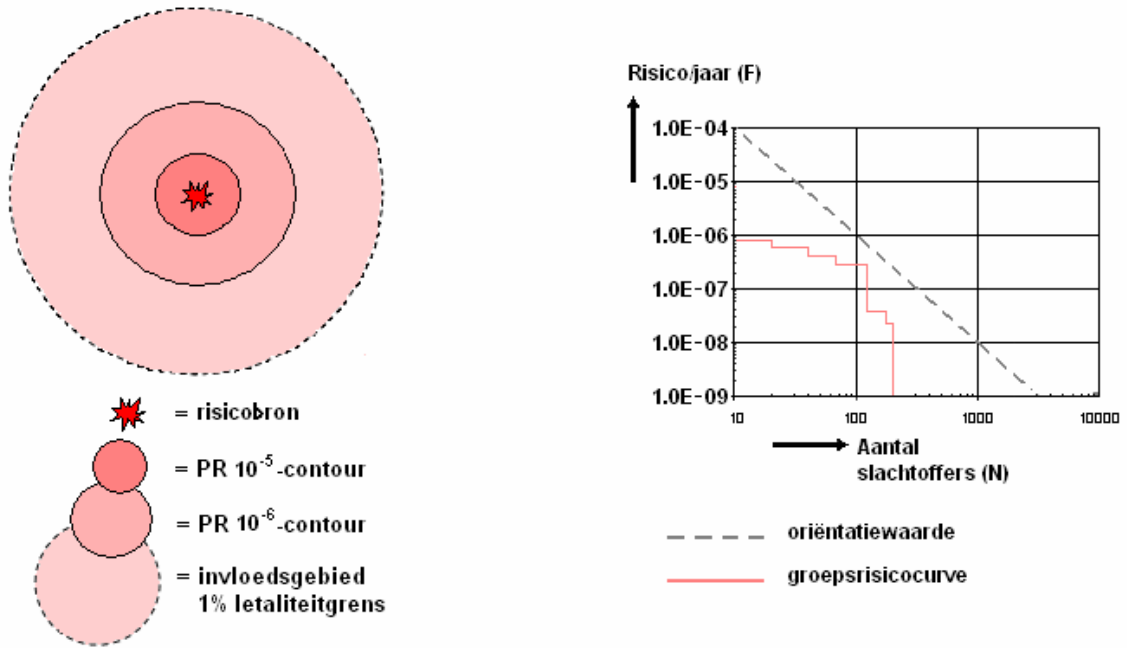 = risicobron
= PR 10⁻⁵-contour
= PR 10⁻⁶-contour
= invloedsgebied
1% letaliteitgrens
Risico/jaar (F)
1.0E-04
1.0E-05
1.0E-06
1.0E-07
1.0E-08
1.0E-09
10 100 1000 10000
Aantal
slachtoffers (N)
oriëntatiewaarde
groepsrisicocurve